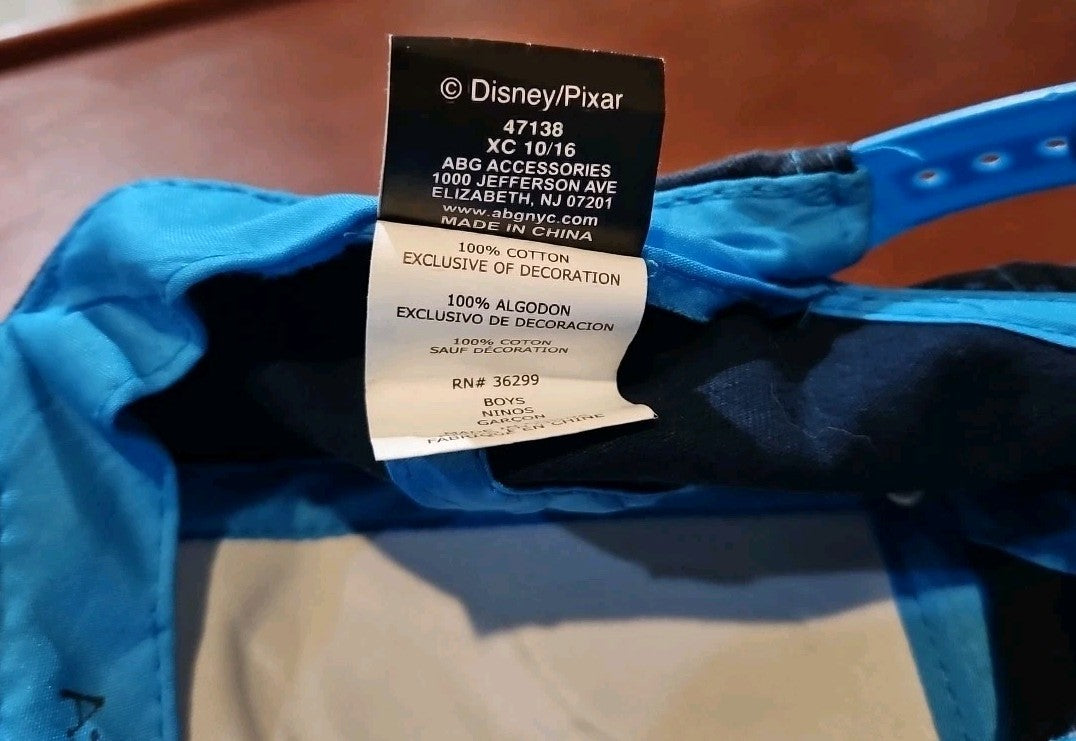 © Disney/Pixar
47138
XC 10/16
ABG ACCESSORIES
1000 JEFFERSON AVE
ELIZABETH, NJ 07201
www.abgnyc.com
MADE IN CHINA
100% COTTON
EXCLUSIVE OF DECORATION
100% ALGODON
EXCLUSIVO DE DECORACION
100% COTON
SAUF DÉCORATION
RN# 36299
BOYS
NINOS
GARCON
FABRIQUE EN CHINE
A